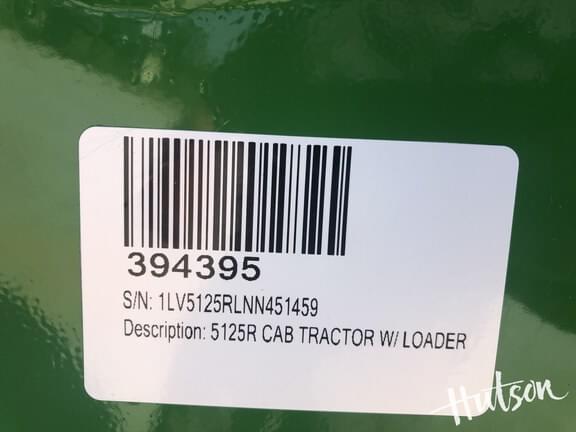 394395
S/N: 1LV5125RLNN451459
Description: 5125R CAB TRACTOR W/ LOADER
Hutson